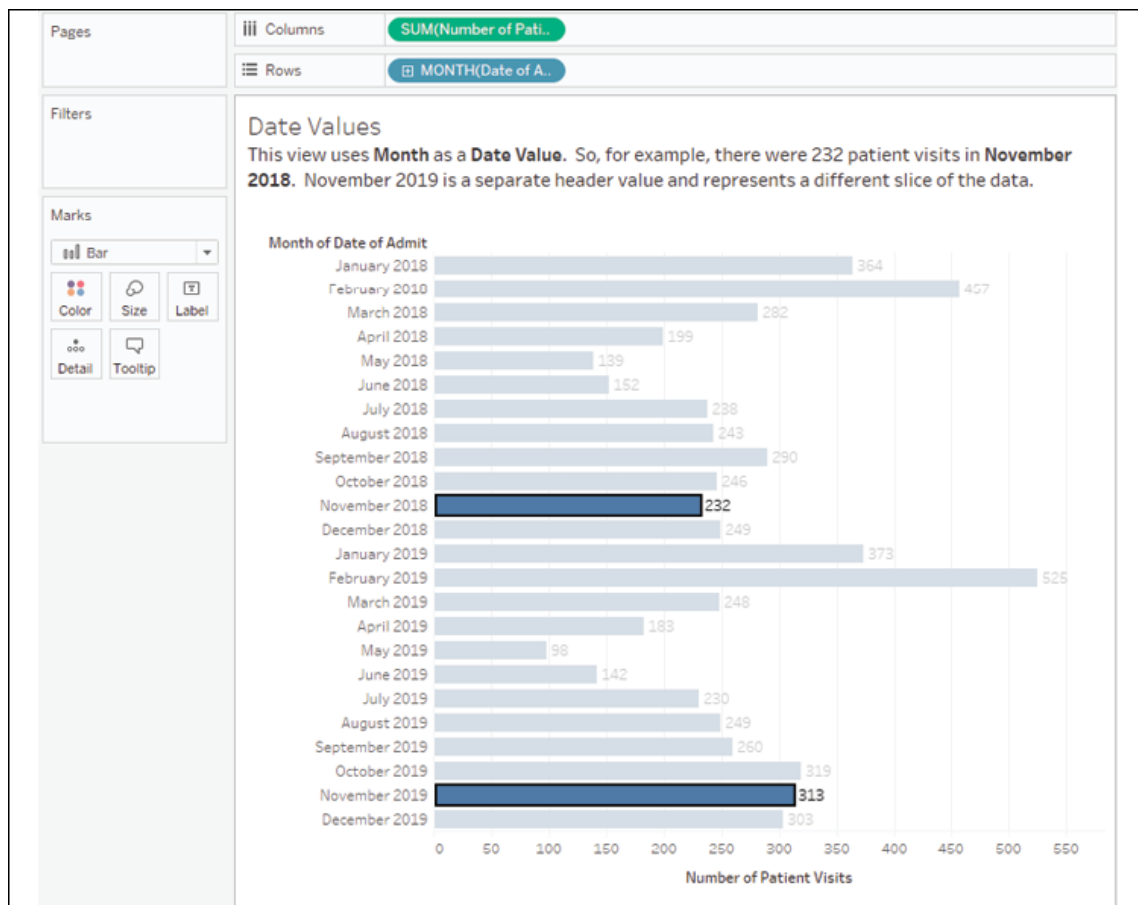 Pages
Columns
SUM(Number of Pati..
Rows
MONTH(Date of A..
Filters
Marks
Bar
Color
Size
Label
Detail
Tooltip
Date Values
This view uses Month as a Date Value. So, for example, there were 232 patient visits in November
2018. November 2019 is a separate header value and represents a different slice of the data.
Month of Date of Admit
January 2018 364
February 2018 457
March 2018 282
April 2018 199
May 2018 139
June 2018 152
July 2018 238
August 2018 243
September 2018 290
October 2018 246
November 2018 232
December 2018 249
January 2019 373
February 2019 525
March 2019 248
April 2019 183
May 2019 98
June 2019 142
July 2019 230
August 2019 249
September 2019 260
October 2019 319
November 2019 313
December 2019 303
0 50 100 150 200 250 300 350 400 450 500 550
Number of Patient Visits